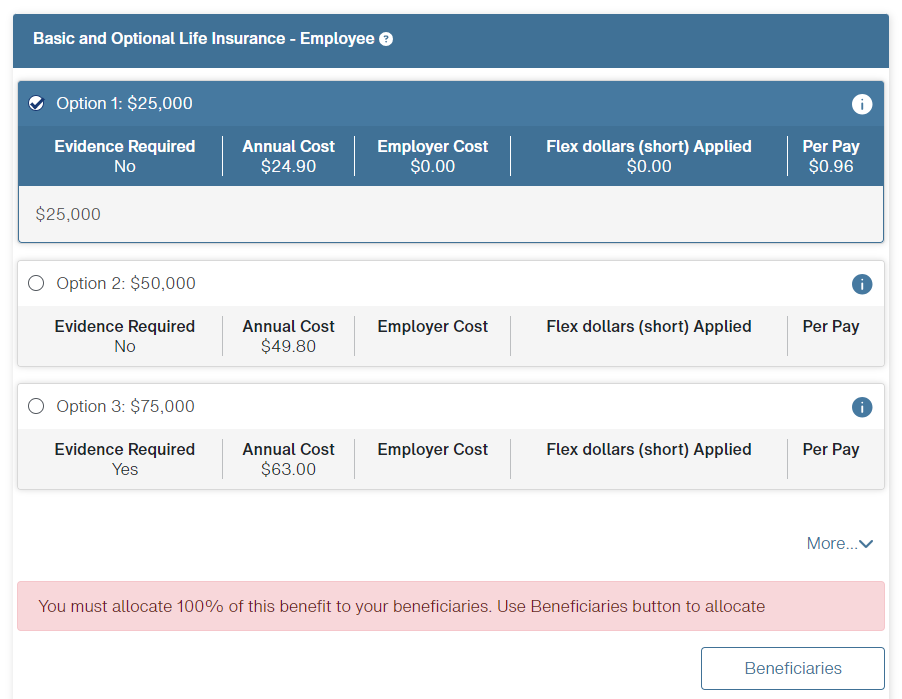 Basic and Optional Life Insurance - Employee ?
Option 1: $25,000 i
Evidence Required Annual Cost Employer Cost Flex dollars (short) Applied Per Pay
No $24.90 $0.00 $0.00 $0.96
$25,000
Option 2: $50,000 i
Evidence Required Annual Cost Employer Cost Flex dollars (short) Applied Per Pay
No $49.80
Option 3: $75,000 i
Evidence Required Annual Cost Employer Cost Flex dollars (short) Applied Per Pay
Yes $63.00
More...
You must allocate 100% of this benefit to your beneficiaries. Use Beneficiaries button to allocate
Beneficiaries